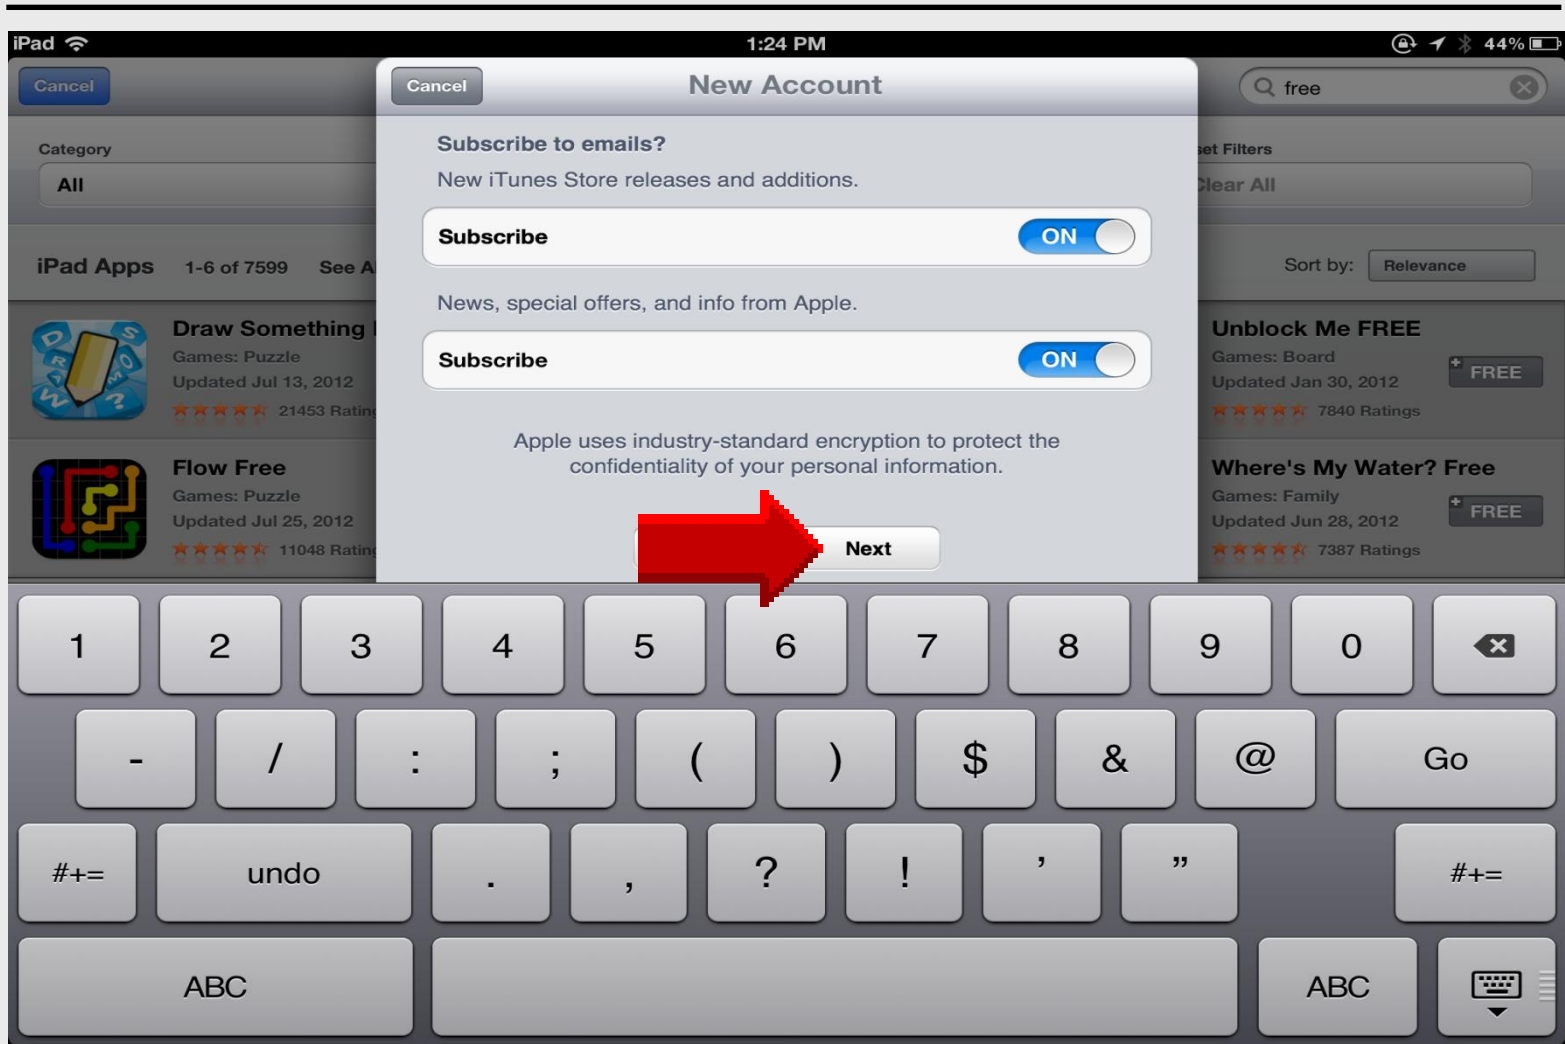 iPad 1:24 PM 44%
Cancel
Cancel New Account
free
Category
All
Subscribe to emails?
New iTunes Store releases and additions.
Subscribe ON
News, special offers, and info from Apple.
Subscribe ON
Apple uses industry-standard encryption to protect the
confidentiality of your personal information.
Next
set Filters
Clear All
iPad Apps 1-6 of 7599 See Al
Sort by: Relevance
Draw Something
Games: Puzzle
Updated Jul 13, 2012
21453 Rating
Unblock Me FREE
Games: Board
Updated Jan 30, 2012
7840 Ratings
FREE
Flow Free
Games: Puzzle
Updated Jul 25, 2012
11048 Rating
Where's My Water? Free
Games: Family
Updated Jun 28, 2012
7387 Ratings
FREE
1 2 3 4 5 6 7 8 9 0
- / : ; ( ) $ & @ Go
#+= undo . , ? ! ’ ” #+=
ABC ABC